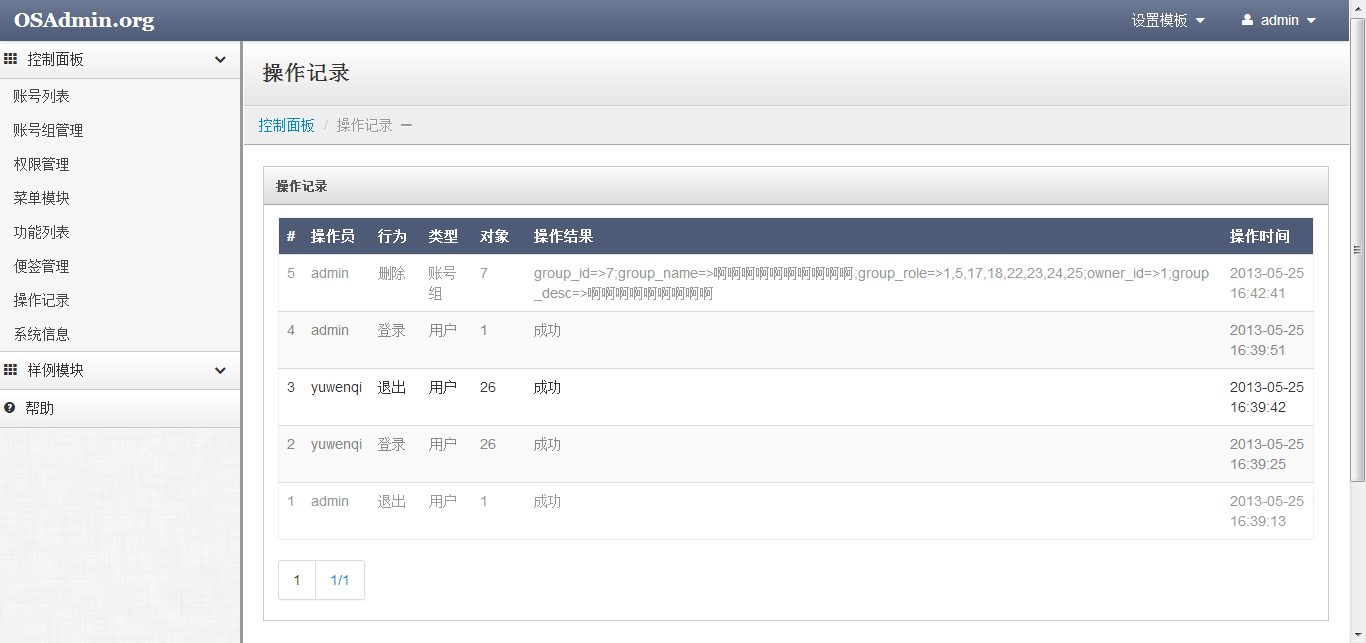 OSAdmin.org
设置模板 admin
控制面板
账号列表
账号组管理
权限管理
菜单模块
功能列表
便签管理
操作记录
系统信息
样例模块
帮助
操作记录
控制面板 / 操作记录
操作记录
# 操作员 行为 类型 对象 操作结果 操作时间
5 admin 删除 账号组 7 group_id=>7;group_name=>啊啊啊啊啊啊啊啊啊啊;group_role=>1,5,17,18,22,23,24,25;owner_id=>1;group
_desc=>啊啊啊啊啊啊啊啊啊 2013-05-25
16:42:41
4 admin 登录 用户 1 成功 2013-05-25
16:39:51
3 yuwenqi 退出 用户 26 成功 2013-05-25
16:39:42
2 yuwenqi 登录 用户 26 成功 2013-05-25
16:39:25
1 admin 退出 用户 1 成功 2013-05-25
16:39:13
1 1/1